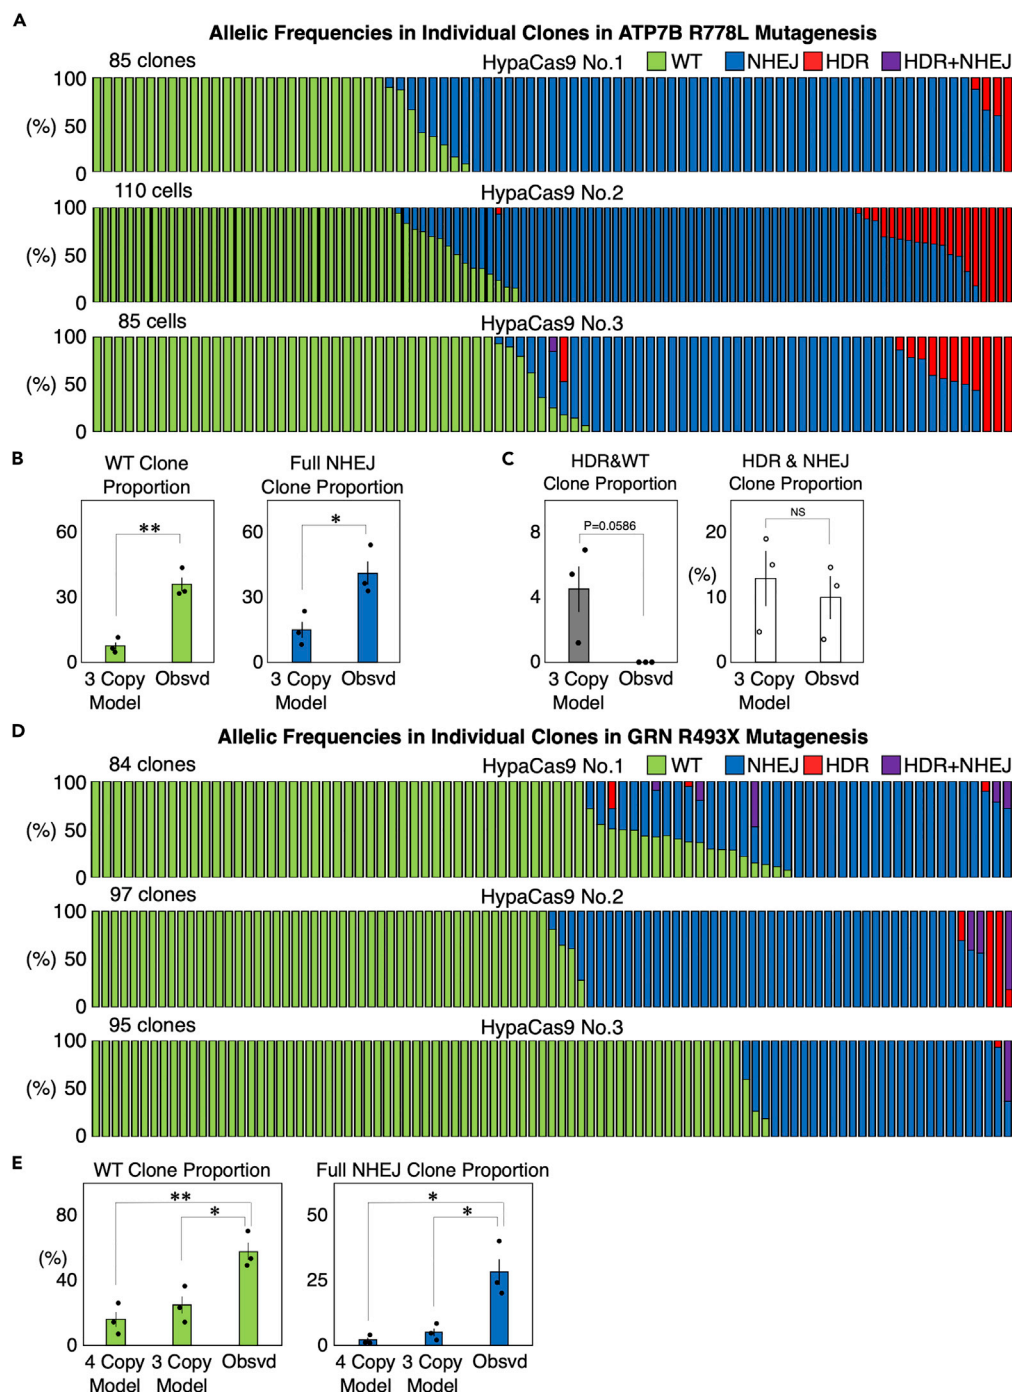 A
Allelic Frequencies in Individual Clones in ATP7B R778L Mutagenesis
85 clones
HypaCas9 No.1
WT
NHEJ
HDR
HDR+NHEJ
100
(%)
50
0
110 cells
HypaCas9 No.2
100
(%)
50
0
85 cells
HypaCas9 No.3
100
(%)
50
0
B
WT Clone
Proportion
60
30
0
**
3 Copy
Model
Obsvd
Full NHEJ
Clone Proportion
60
30
0
*
3 Copy
Model
Obsvd
C
HDR&WT
Clone Proportion
8
4
0
P=0.0586
3 Copy
Model
Obsvd
HDR & NHEJ
Clone Proportion
20
(%)
10
0
NS
3 Copy
Model
Obsvd
D
Allelic Frequencies in Individual Clones in GRN R493X Mutagenesis
84 clones
HypaCas9 No.1
WT
NHEJ
HDR
HDR+NHEJ
100
(%)
50
0
97 clones
HypaCas9 No.2
100
(%)
50
0
95 clones
HypaCas9 No.3
100
(%)
50
0
E
WT Clone Proportion
80
(%)
40
0
**
*
4 Copy
Model
3 Copy
Model
Obsvd
Full NHEJ Clone Proportion
50
25
0
*
*
4 Copy
Model
3 Copy
Model
Obsvd